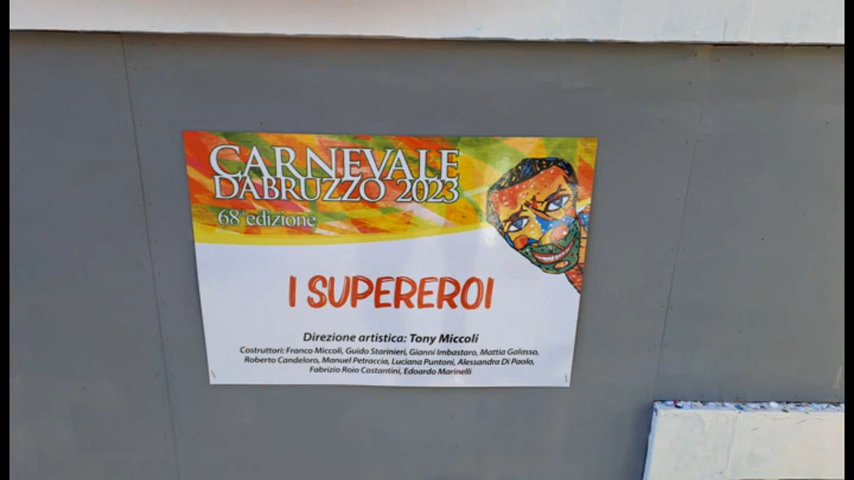 CARNEVALE
D'ABRUZZO 2023
68ª edizione
I SUPEREROI
Direzione artistica: Tony Miccoli
Costruttori: Franco Miccoli, Guido Starinieri, Gianni Imbastaro, Mattia Galasso,
Roberto Candeloro, Manuel Petraccia, Luciana Puntoni, Alessandra Di Paolo,
Fabrizio Roio Costantini, Edoardo Marinelli